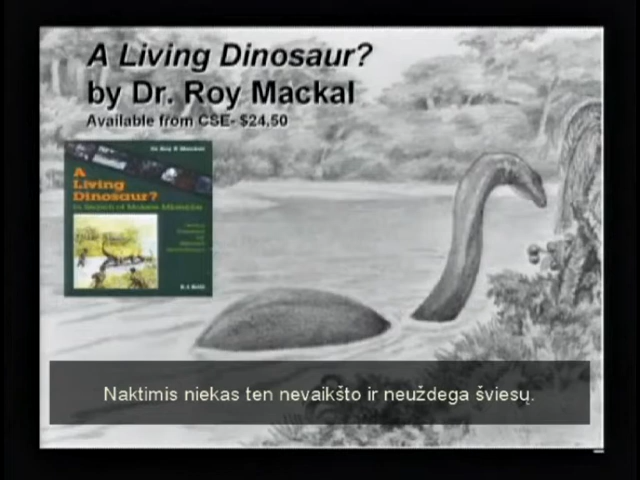 A Living Dinosaur?
by Dr. Roy Mackal
Available from CSE- $24.50
A
Living
Dinosaur?
Naktimis niekas ten nevaikšto ir neuždega šviesų.